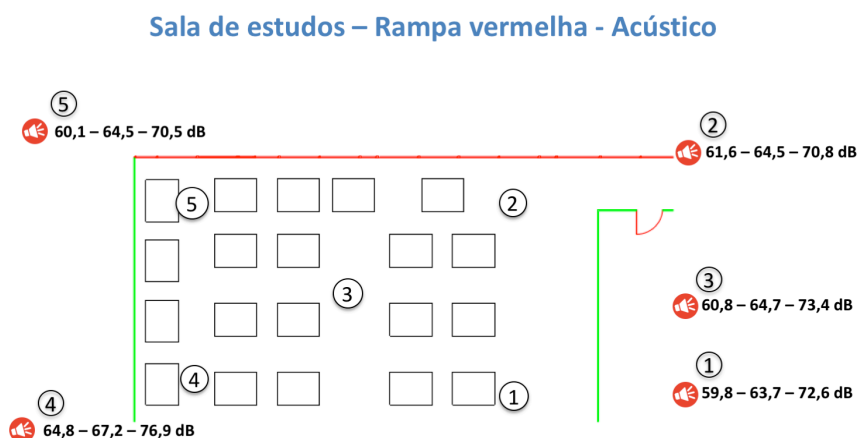 Sala de estudos – Rampa vermelha - Acústico
5
60,1 – 64,5 – 70,5 dB
2
61,6 – 64,5 – 70,8 dB
5
2
3
3
60,8 – 64,7 – 73,4 dB
4
1
1
59,8 – 63,7 – 72,6 dB
4
64,8 – 67,2 – 76,9 dB